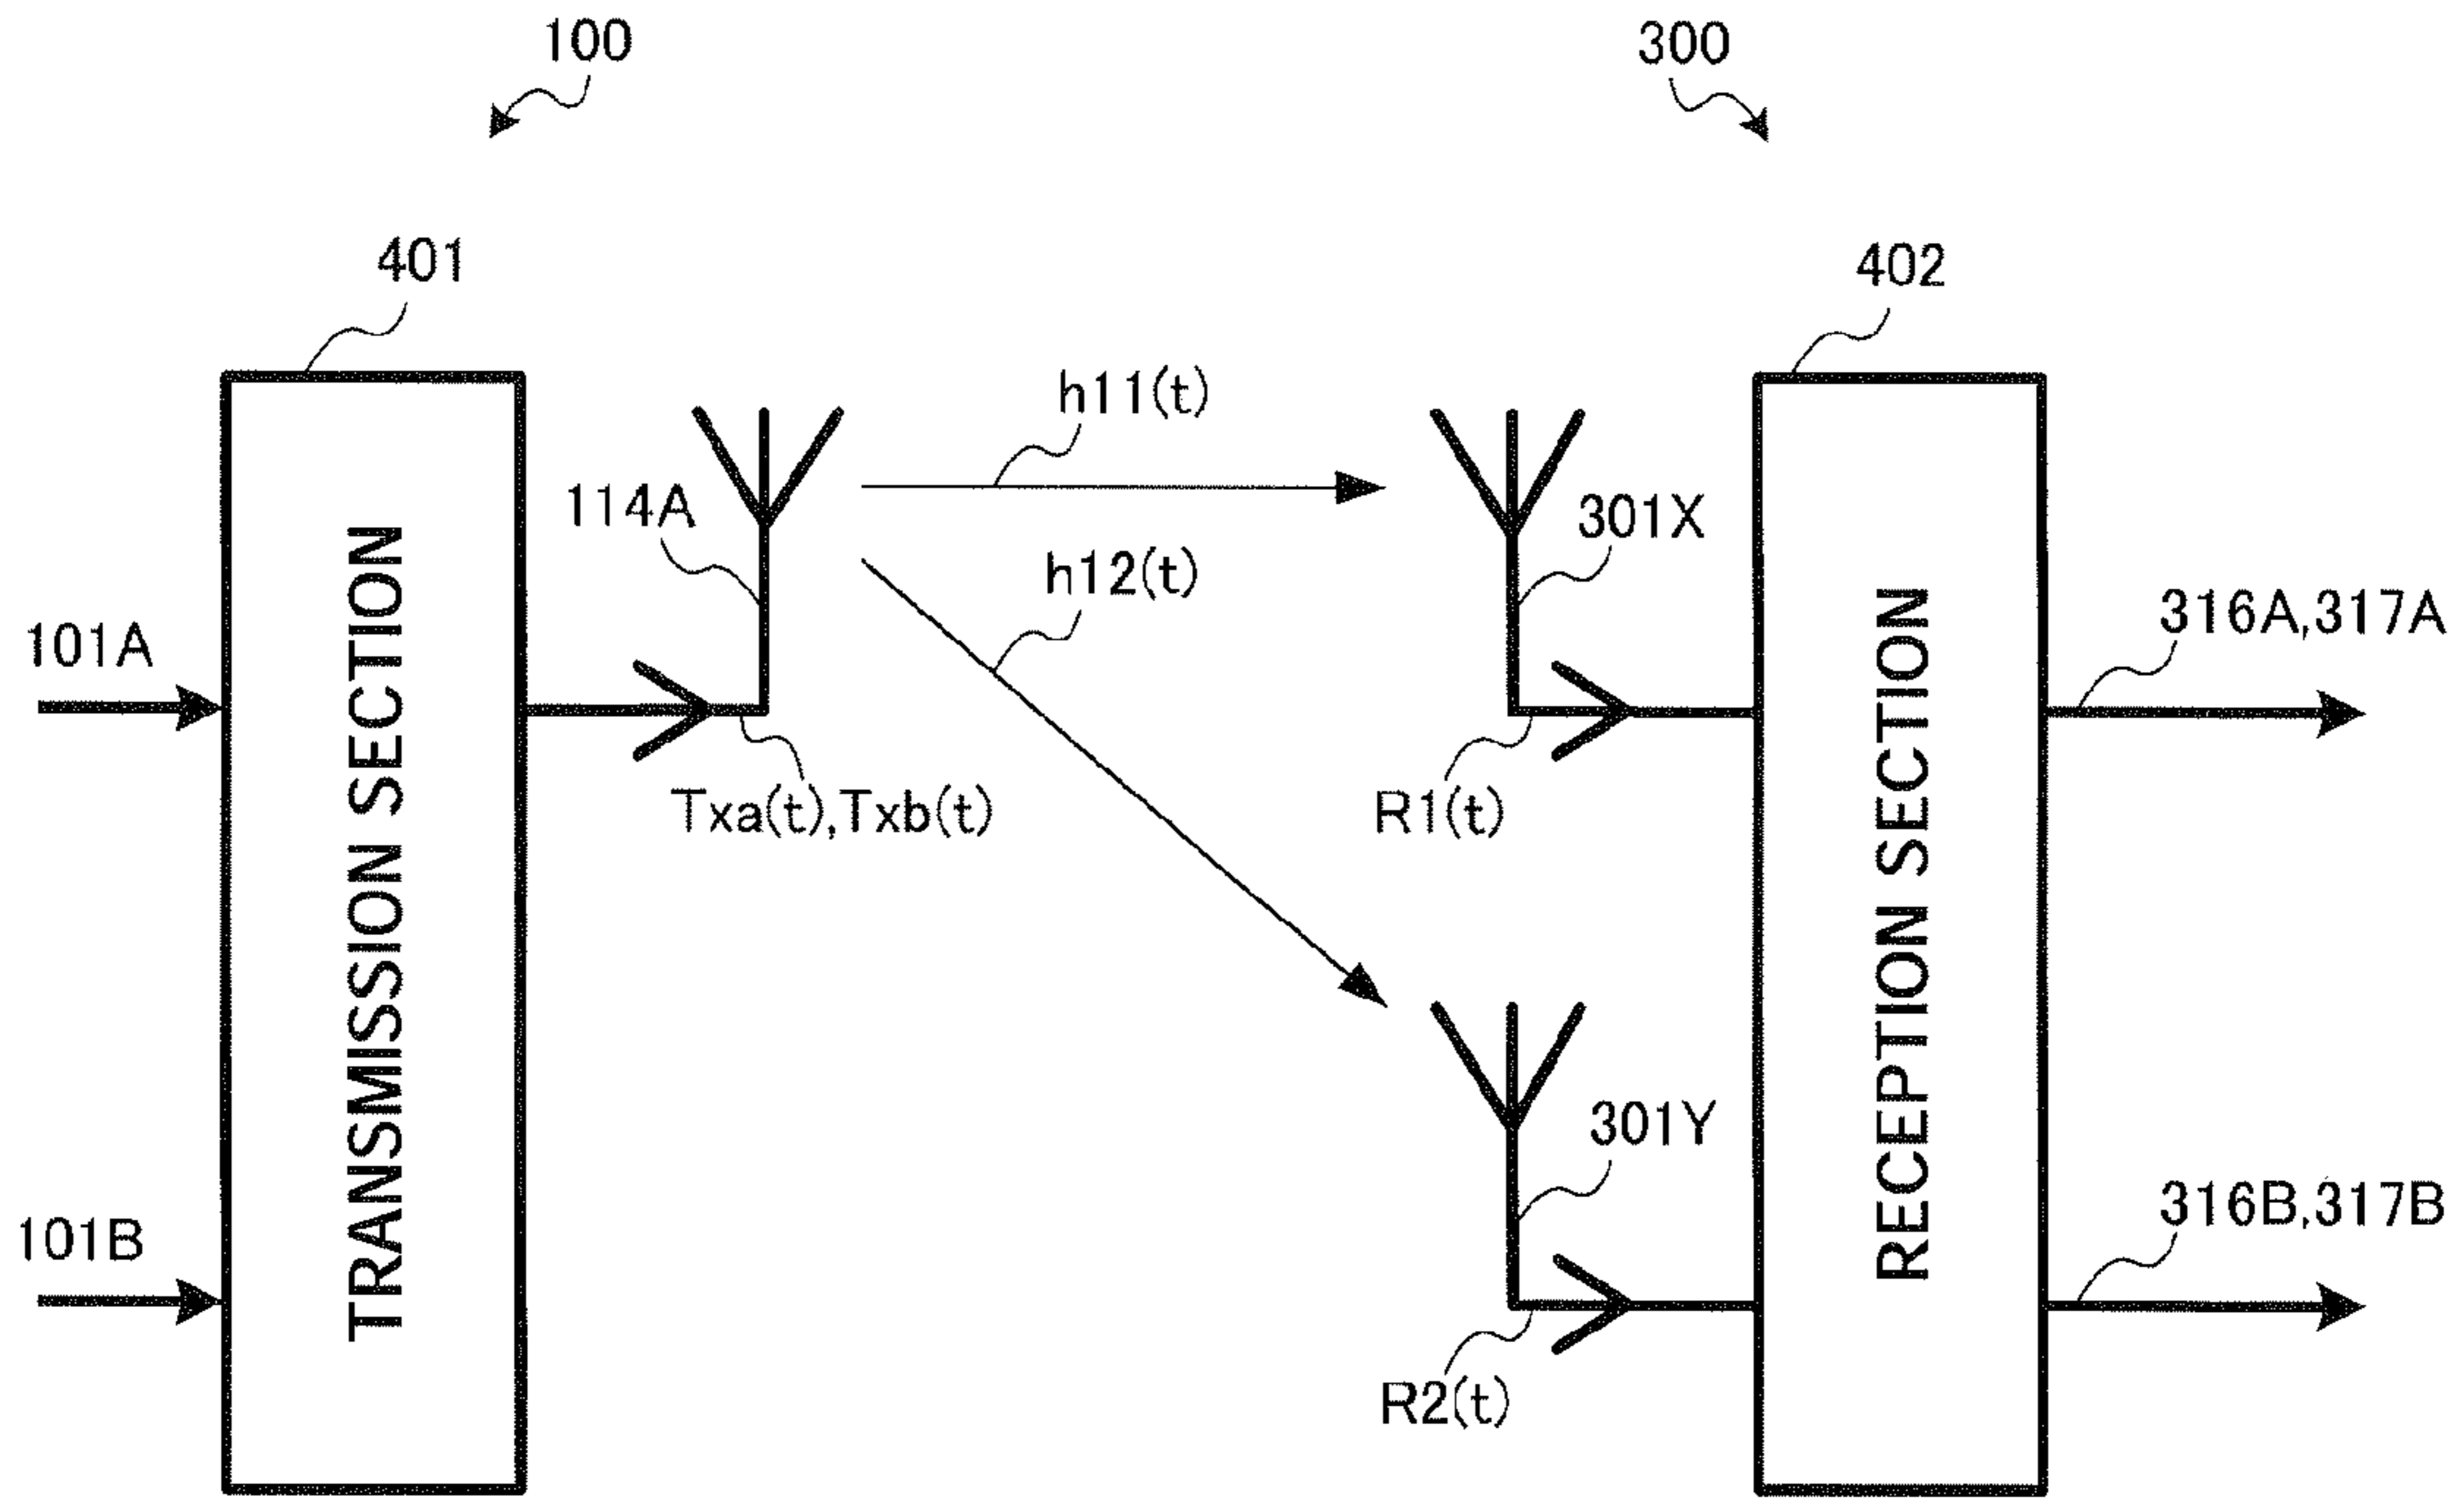 100
300
401
402
h11(t)
114A
301X
h12(t)
101A
316A,317A
Txa(t),Txb(t)
R1(t)
TRANSMISSION SECTION
RECEPTION SECTION
301Y
101B
316B,317B
R2(t)